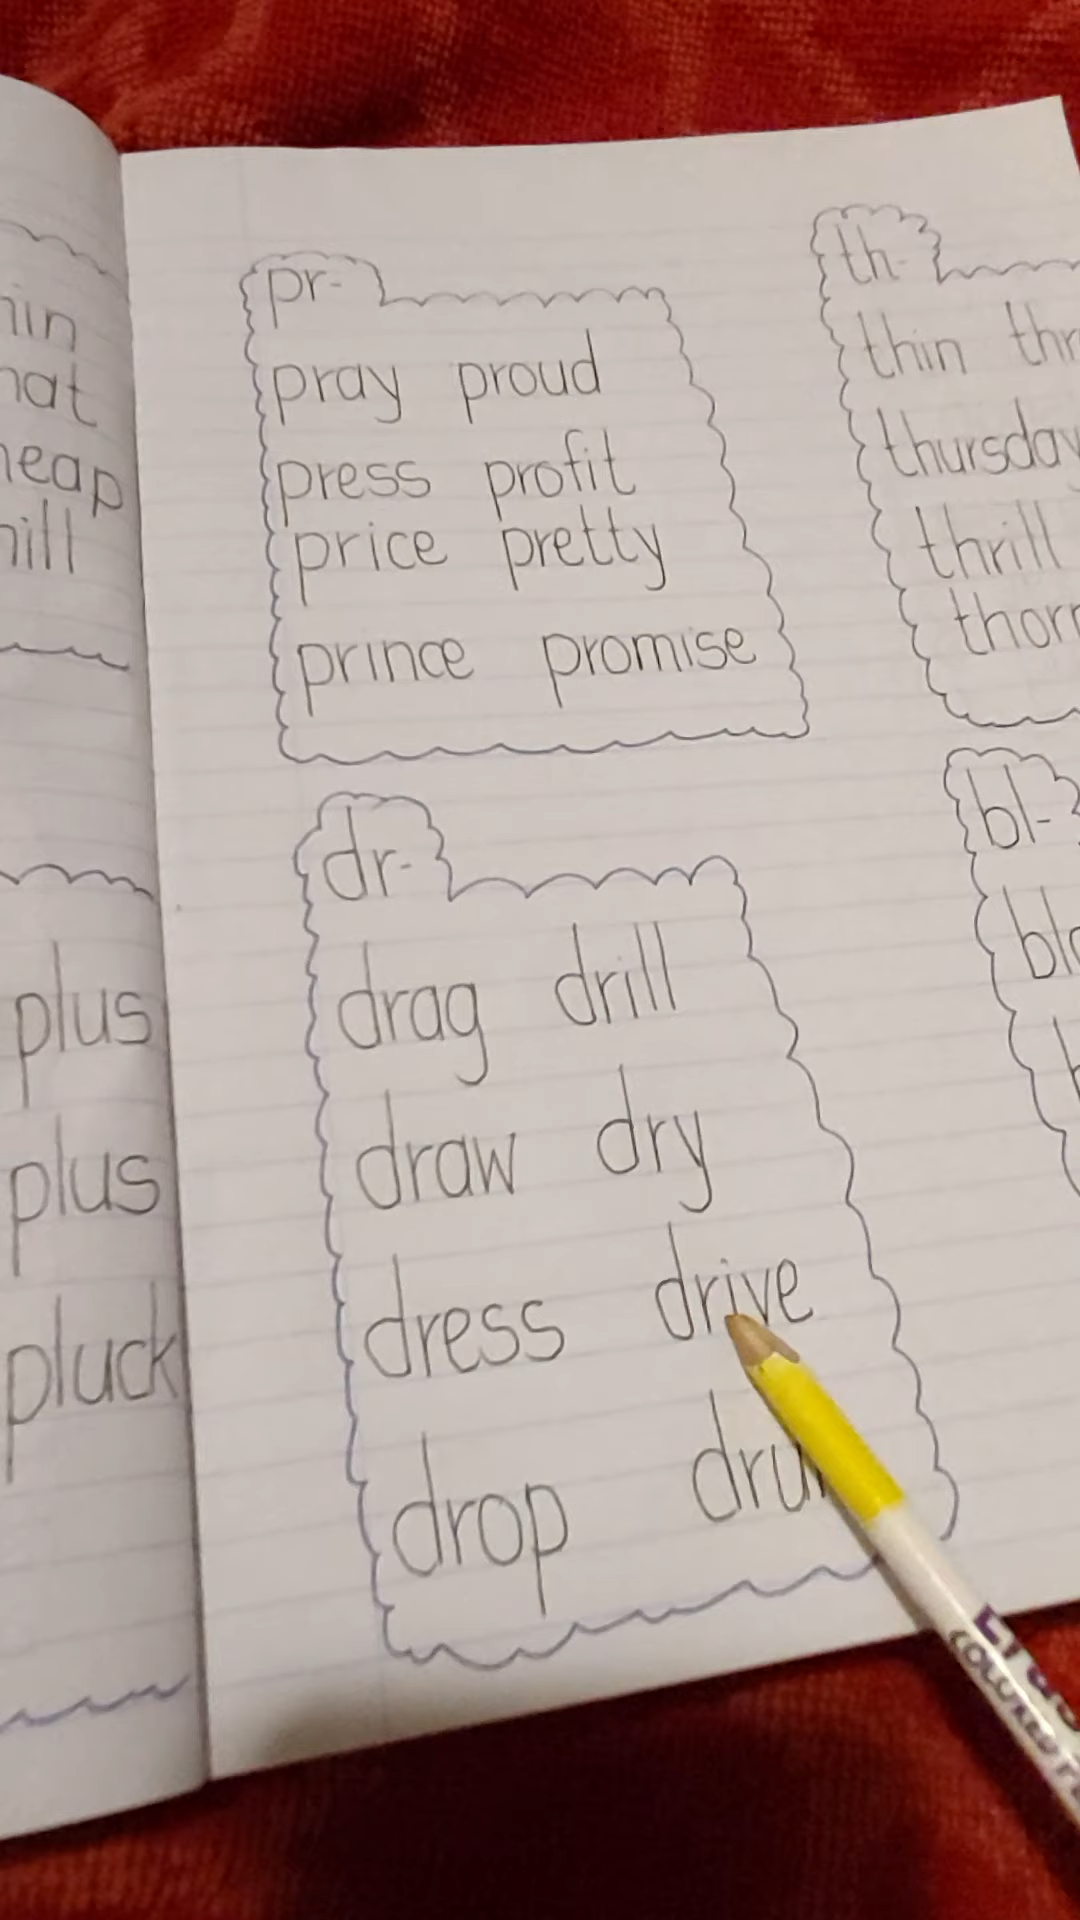 plus
plus
pluck
pr-
pray proud
press profit
price pretty
prince promise
dr-
drag drill
draw dry
dress drive
drop
th-
thin
thursday
thrill
bl-